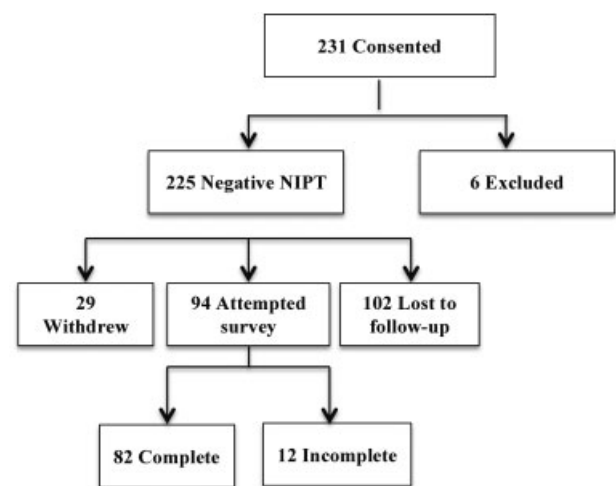 231 Consented
225 Negative NIPT
6 Excluded
29
Withdrew
94 Attempted
survey
102 Lost to
follow-up
82 Complete
12 Incomplete